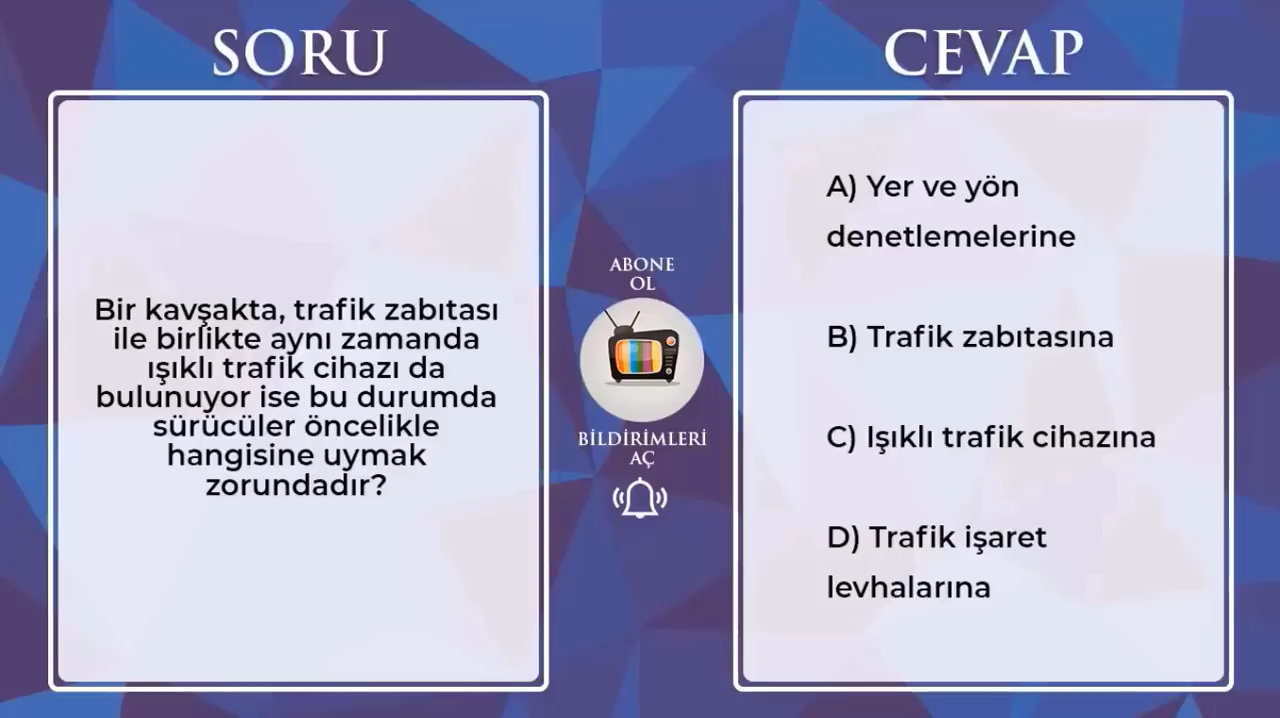 SORU
Bir kavşakta, trafik zabıtası
ile birlikte aynı zamanda
ışıklı trafik cihazı da
bulunuyor ise bu durumda
sürücüler öncelikle
hangisine uymak
zorundadır?
ABONE
OL
BİLDİRİMLERİ
AÇ
CEVAP
A) Yer ve yön
denetlemelerine
B) Trafik zabıtasına
C) Işıklı trafik cihazına
D) Trafik işaret
levhalarına